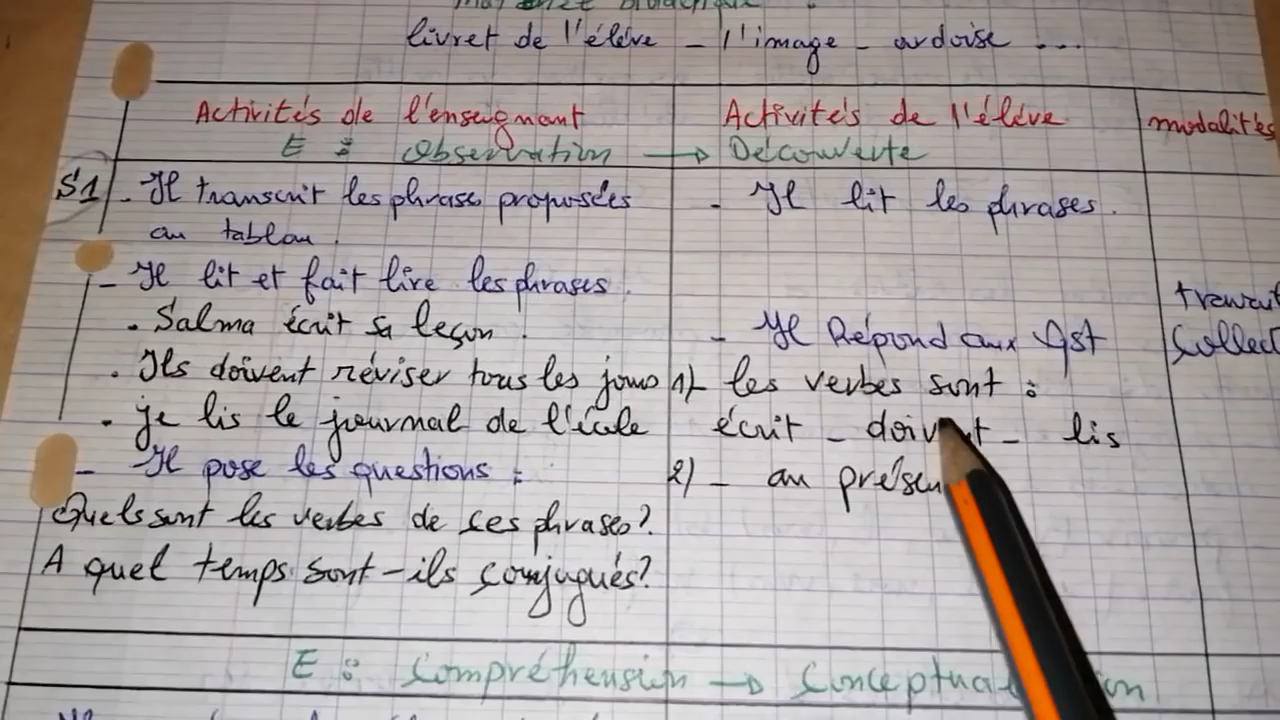 livret de l'élève - l'image - ardoise ...
Activités de l'enseignant
Activités de l'élève
modalités
E : Observation → Découverte
S1
- Il transcrit les phrase proposées
au tableau.
- Il lit les phrases.
- Il lit et fait lire les phrases.
. Salma écrit sa leçon.
- Il Répond aux Qst
. Ils doivent réviser tous les jours
1)- les verbes sont :
. je lis le journal de l'école
écrit - doivent - lis
- Il pose les questions :
2) - au présen
Quels sont les verbes de ces phrases?
A quel temps sont-ils conjugués?
travail
Collec
E : Compréhension → Conceptua